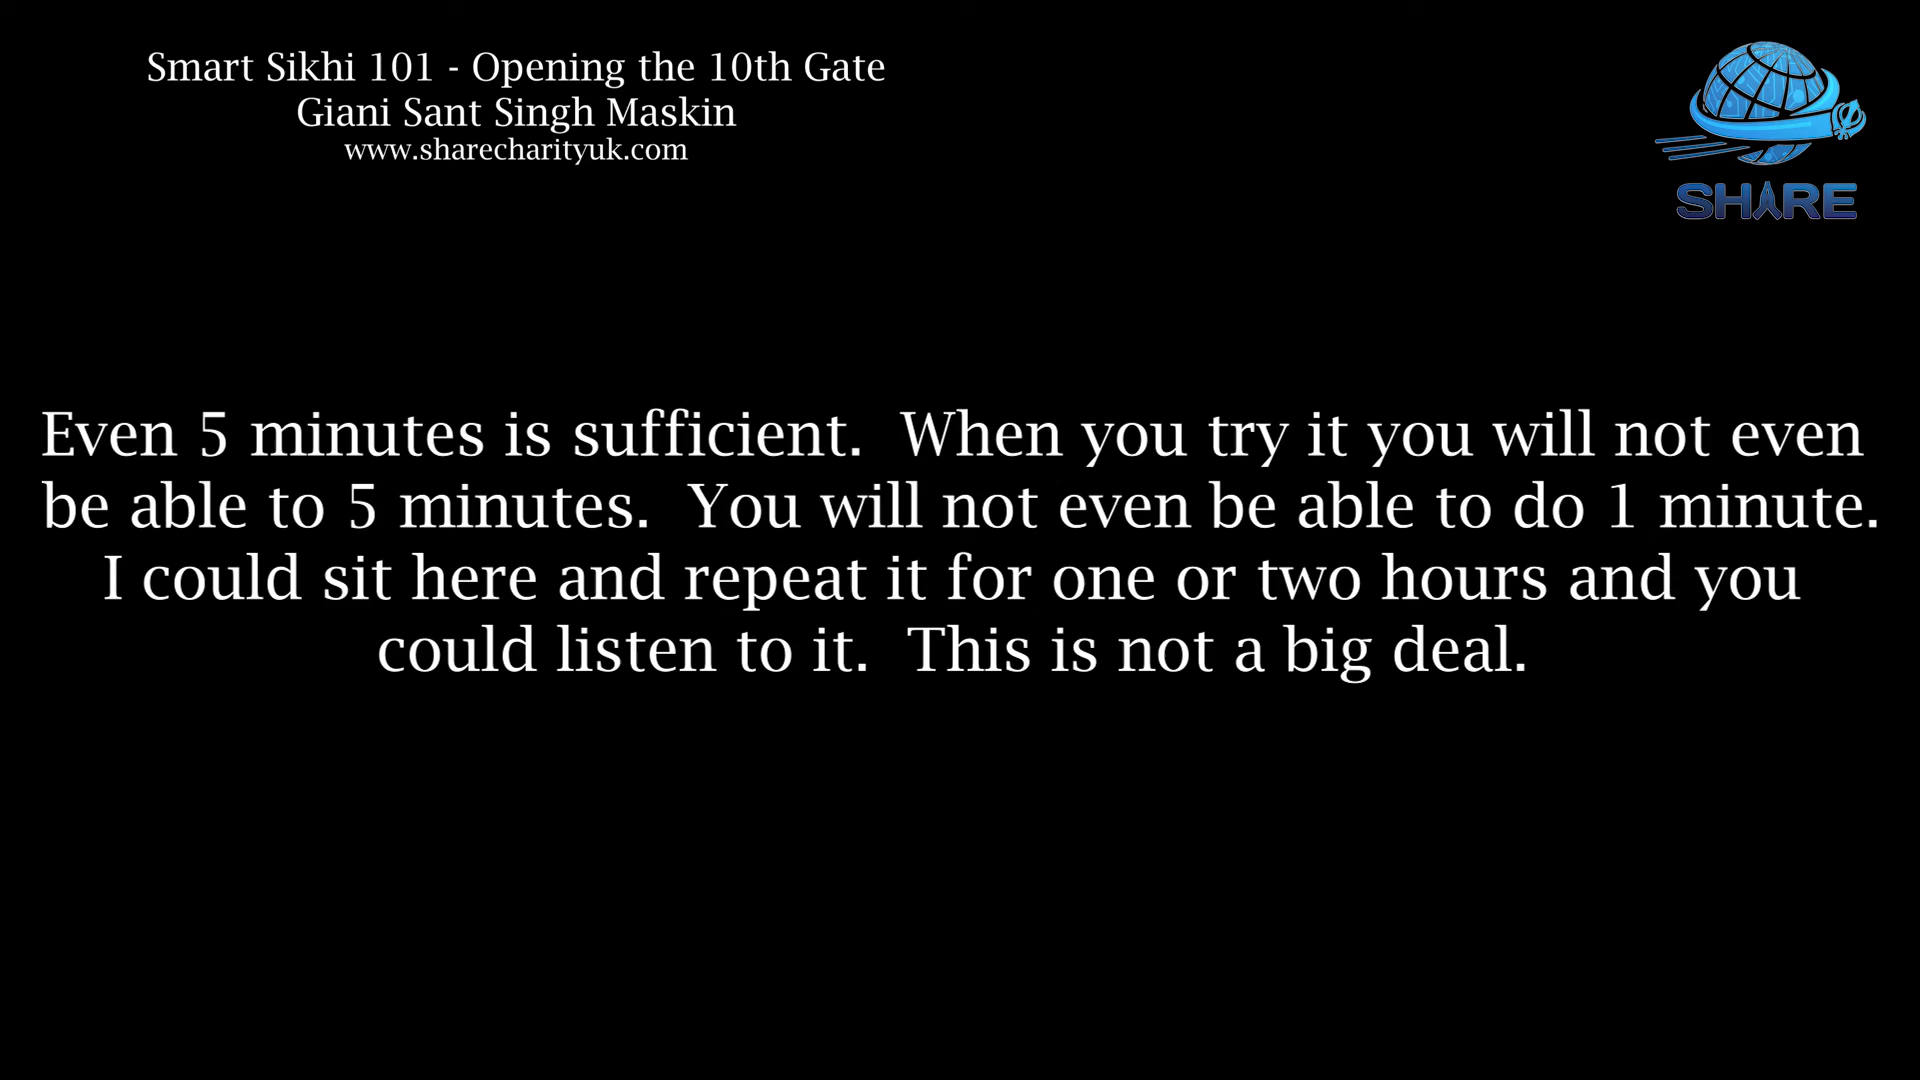 Smart Sikhi 101 - Opening the 10th Gate
Giani Sant Singh Maskin
www.sharecharityuk.com
SHARE
Even 5 minutes is sufficient.  When you try it you will not even
be able to 5 minutes.  You will not even be able to do 1 minute.
I could sit here and repeat it for one or two hours and you
could listen to it.  This is not a big deal.